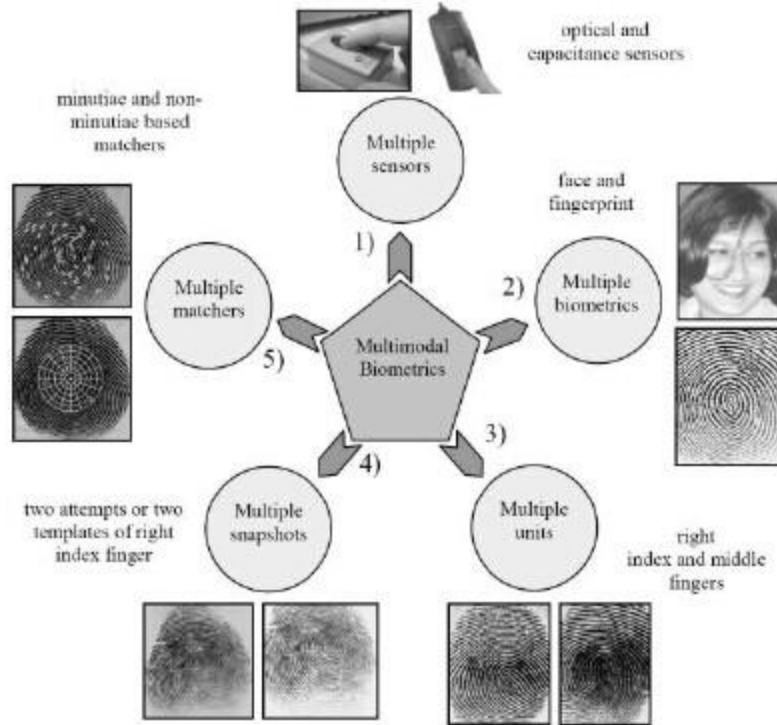 optical and
capacitance sensors
minutiae and non-
minutiae based
matchers
Multiple
sensors
face and
fingerprint
1)
2)
Multiple
matchers
Multiple
biometrics
Multimodal
Biometrics
5)
3)
4)
Multiple
snapshots
Multiple
units
two attempts or two
templates of right
index finger
right
index and middle
fingers